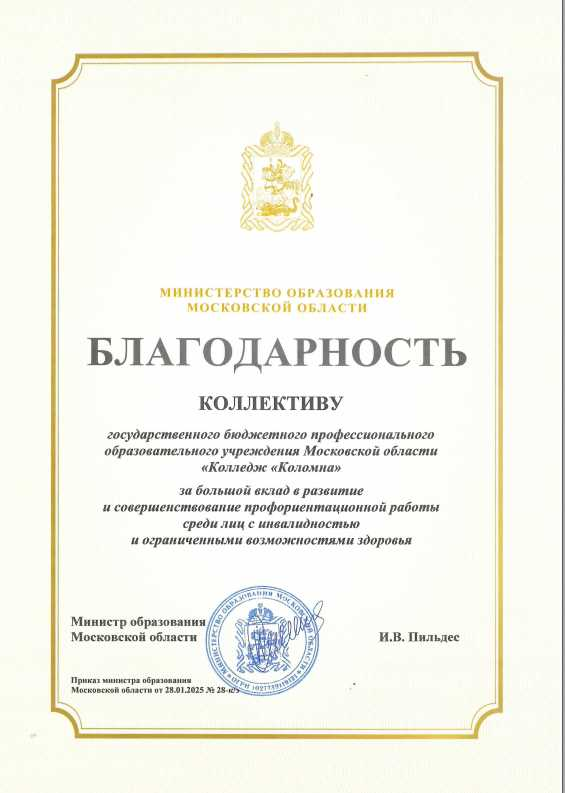 МИНИСТЕРСТВО ОБРАЗОВАНИЯ
МОСКОВСКОЙ ОБЛАСТИ
БЛАГОДАРНОСТЬ
КОЛЛЕКТИВУ
государственного бюджетного профессионального
образовательного учреждения Московской области
«Колледж «Коломна»
за большой вклад в развитие
и совершенствование профориентационной работы
среди лиц с инвалидностью
и ограниченными возможностями здоровья
Министр образования
Московской области
И.В. Пильдес
МИНИСТЕРСТВО ОБРАЗОВАНИЯ МОСКОВСКОЙ ОБЛАСТИ
ОГРН
Приказ министра образования
Московской области от 28.01.2025 № 28-